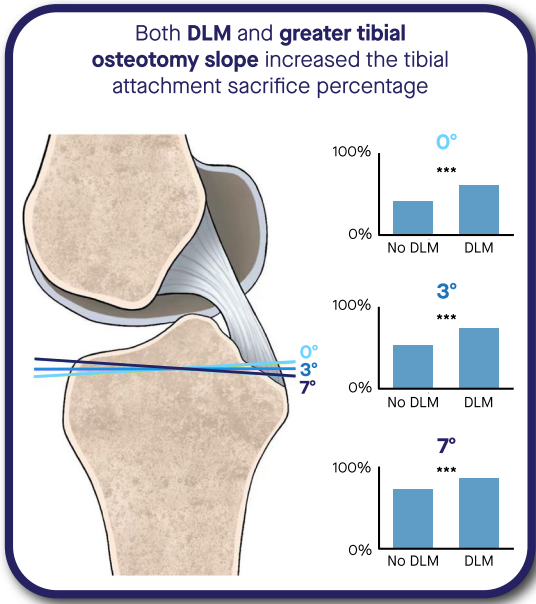 Both DLM and greater tibial
osteotomy slope increased the tibial
attachment sacrifice percentage
0°
3°
7°
0°
100%
***
0%
No DLM DLM
3°
100%
***
0%
No DLM DLM
7°
100%
***
0%
No DLM DLM